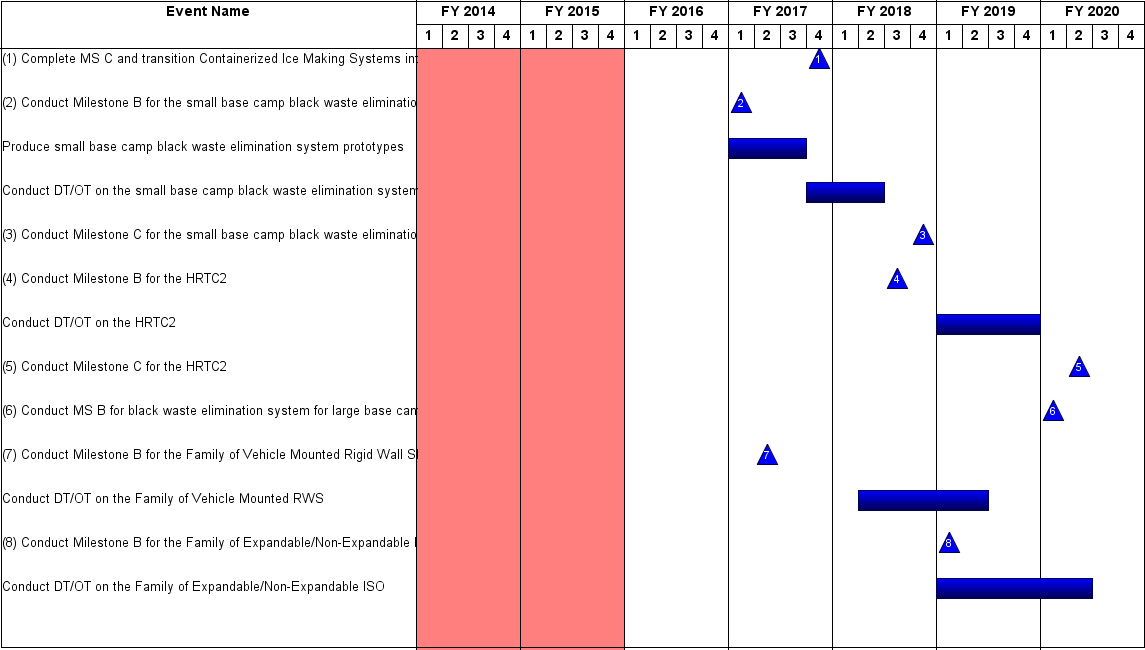 Event Name FY 2014 FY 2015 FY 2016 FY 2017 FY 2018 FY 2019 FY 2020
1 2 3 4 1 2 3 4 1 2 3 4 1 2 3 4 1 2 3 4 1 2 3 4 1 2 3 4
(1) Complete MS C and transition Containerized Ice Making Systems int 1
(2) Conduct Milestone B for the small base camp black waste eliminatio 2
Produce small base camp black waste elimination system prototypes
Conduct DT/OT on the small base camp black waste elimination system
(3) Conduct Milestone C for the small base camp black waste eliminatio 3
(4) Conduct Milestone B for the HRTC2 4
Conduct DT/OT on the HRTC2
(5) Conduct Milestone C for the HRTC2 5
(6) Conduct MS B for black waste elimination system for large base cam 6
(7) Conduct Milestone B for the Family of Vehicle Mounted Rigid Wall S 7
Conduct DT/OT on the Family of Vehicle Mounted RWS
(8) Conduct Milestone B for the Family of Expandable/Non-Expandable I 8
Conduct DT/OT on the Family of Expandable/Non-Expandable ISO